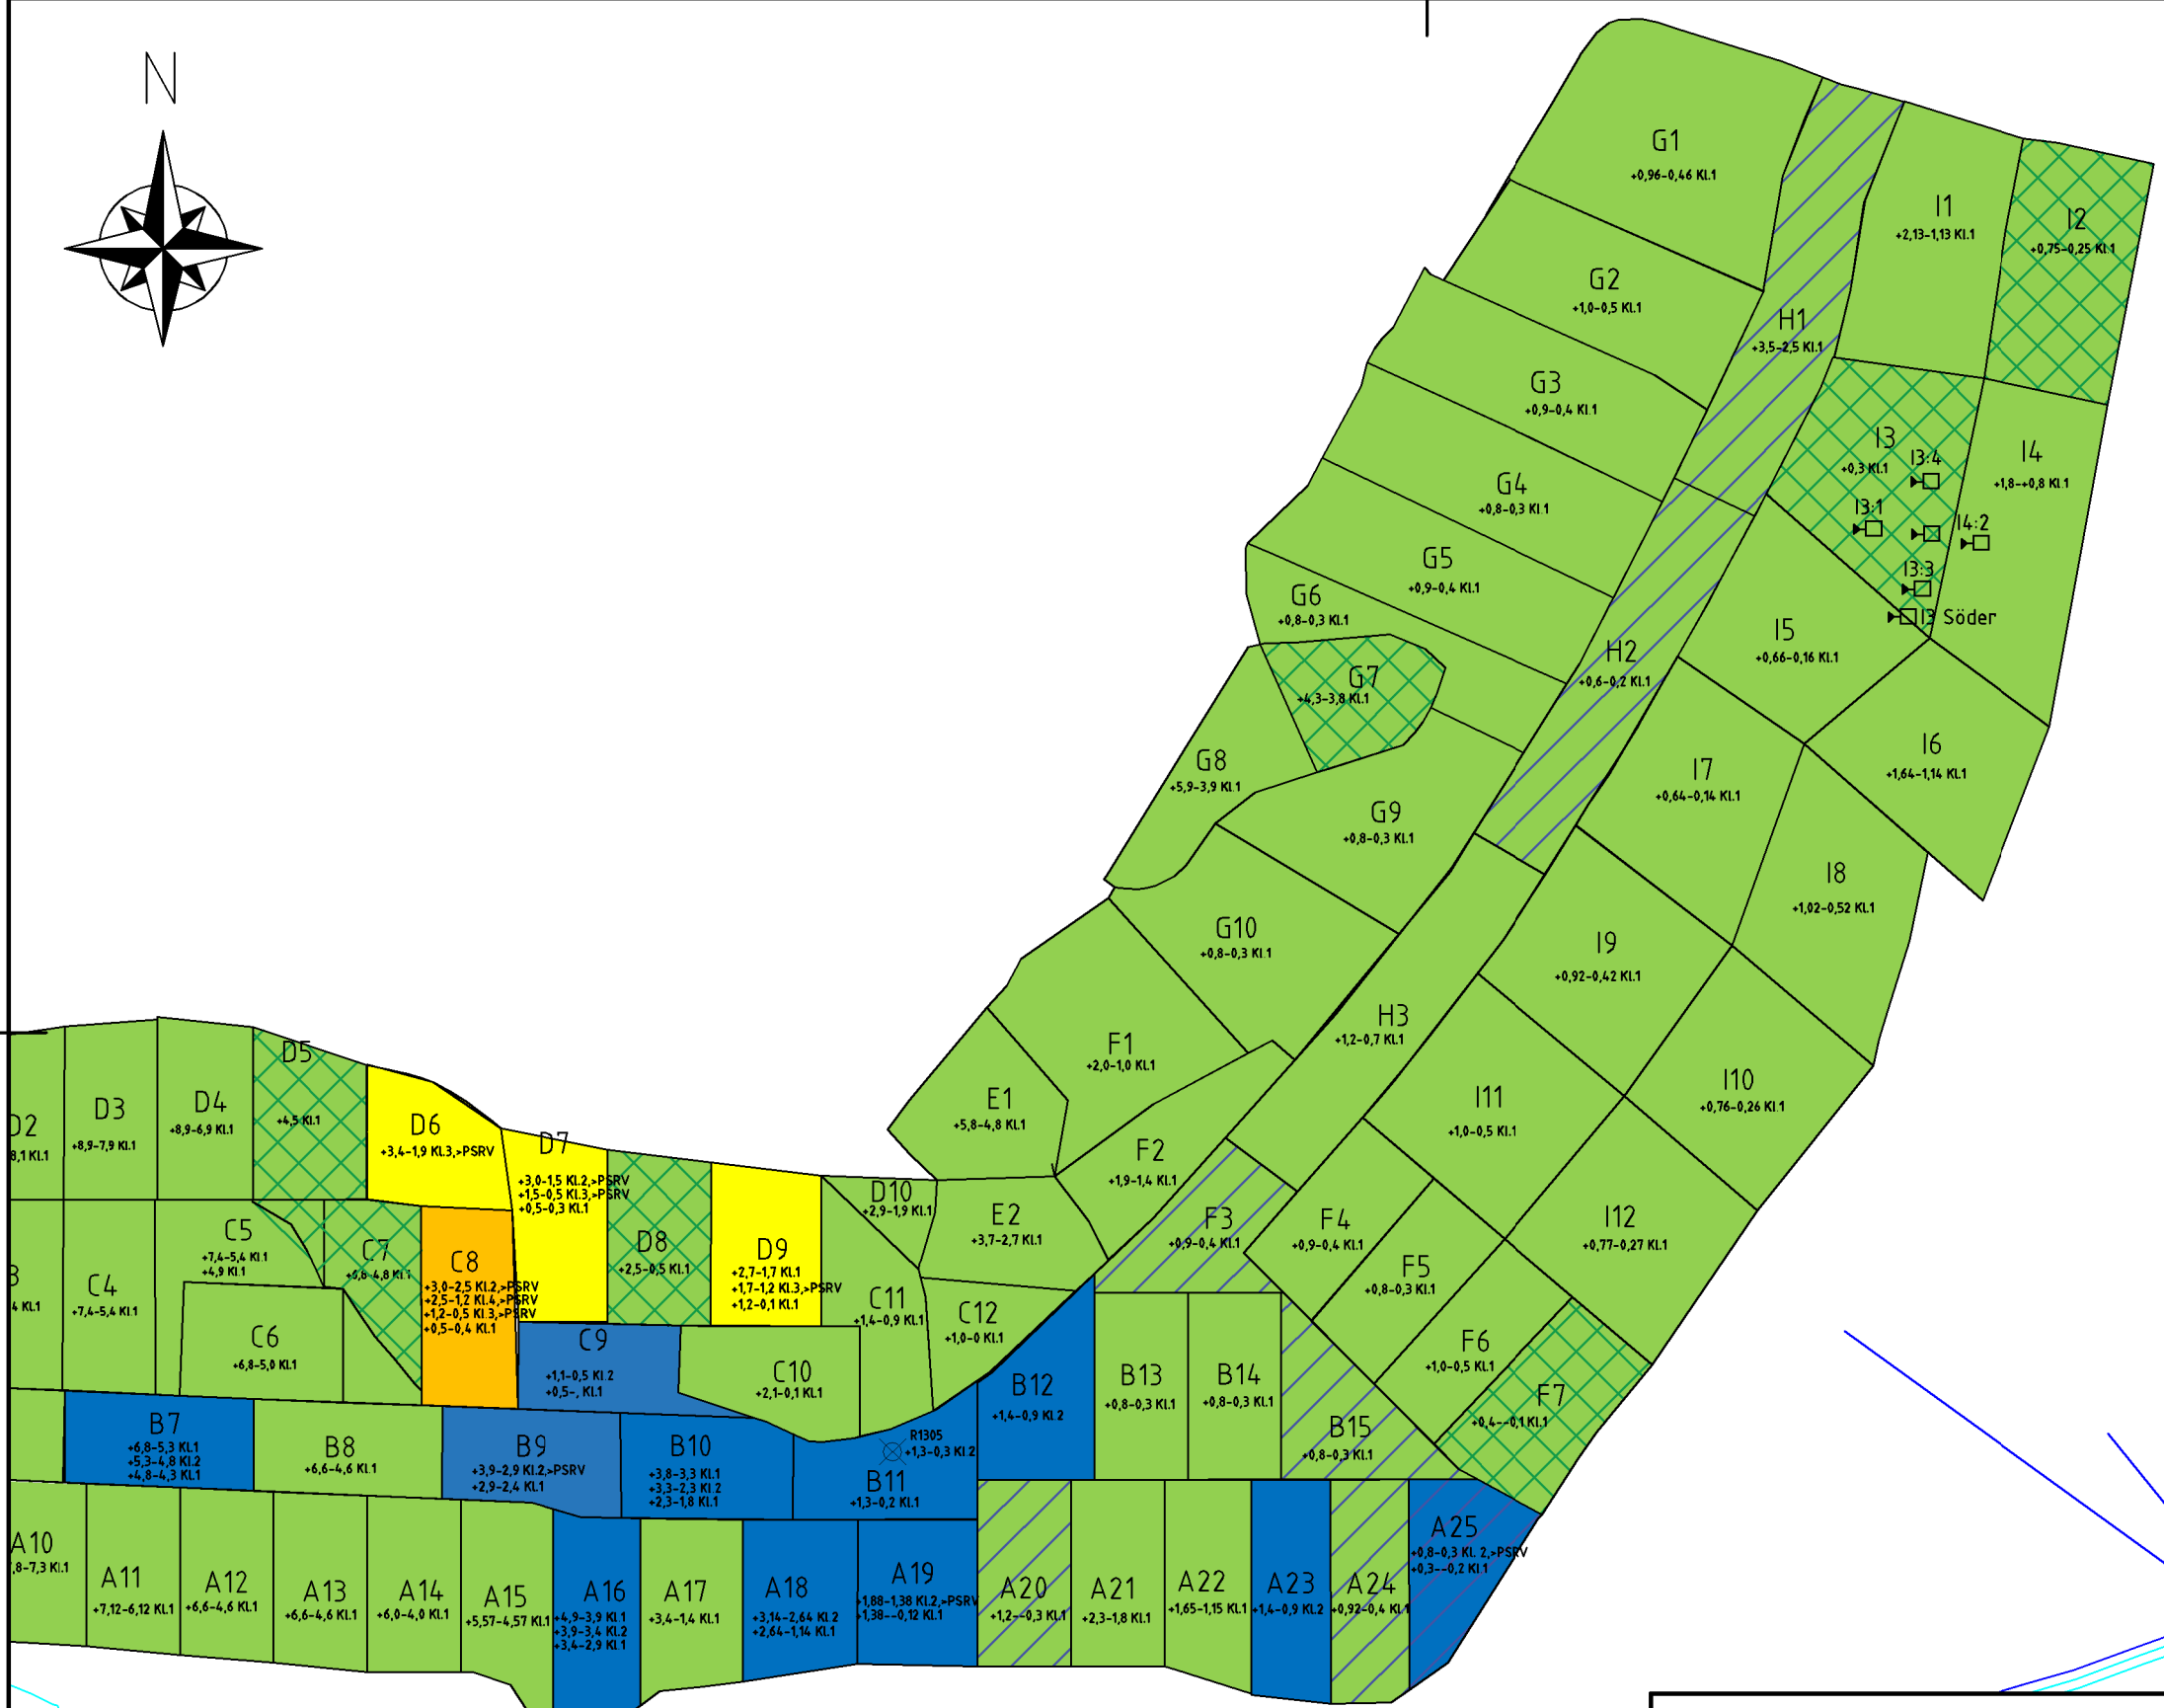 N
G1
+0,96-0,46 Kl.1
I1
+2,13-1,13 Kl.1
I2
+0,75-0,25 Kl.1
G2
+1,0-0,5 Kl.1
H1
+3,5-2,5 Kl.1
G3
+0,9-0,4 Kl.1
I3
+0,3 Kl.1
I3:4
I4
+1,8-+0,8 Kl.1
G4
+0,8-0,3 Kl.1
I3:1
I4:2
G5
+0,9-0,4 Kl.1
I3:3
G6
+0,8-0,3 Kl.1
I3 Söder
I5
+0,66-0,16 Kl.1
H2
+0,6-0,2 Kl.1
G7
+4,3-3,8 Kl.1
G8
+5,9-3,9 Kl.1
I6
+1,64-1,14 Kl.1
I7
+0,64-0,14 Kl.1
G9
+0,8-0,3 Kl.1
I8
+1,02-0,52 Kl.1
G10
+0,8-0,3 Kl.1
I9
+0,92-0,42 Kl.1
H3
+1,2-0,7 Kl.1
F1
+2,0-1,0 Kl.1
I10
+0,76-0,26 Kl.1
I11
+1,0-0,5 Kl.1
E1
+5,8-4,8 Kl.1
D2
8,1 Kl.1
D3
+8,9-7,9 Kl.1
D4
+8,9-6,9 Kl.1
D5
+4,5 Kl.1
D6
+3,4-1,9 Kl.3,>PSRV
D7
+3,0-1,5 Kl.2,>PSRV
+1,5-0,5 Kl.3,>PSRV
+0,5-0,3 Kl.1
D8
+2,5-0,5 Kl.1
D9
+2,7-1,7 Kl.1
+1,7-1,2 Kl.3,>PSRV
+1,2-0,1 Kl.1
D10
+2,9-1,9 Kl.1
E2
+3,7-2,7 Kl.1
F2
+1,9-1,4 Kl.1
F3
+0,9-0,4 Kl.1
F4
+0,9-0,4 Kl.1
F5
+0,8-0,3 Kl.1
I12
+0,77-0,27 Kl.1
4 Kl.1
C4
+7,4-5,4 Kl.1
C5
+7,4-5,4 Kl.1
+4,9 Kl.1
C6
+6,8-5,0 Kl.1
C7
C8
+3,0-2,5 Kl.2,>PSRV
+2,5-1,2 Kl.4,>PSRV
+1,2-0,5 Kl.3,>PSRV
+0,5-0,4 Kl.1
C9
+1,1-0,5 Kl.2
+0,5-, Kl.1
C10
+2,1-0,1 Kl.1
C11
+1,4-0,9 Kl.1
C12
+1,0-0 Kl.1
F6
+1,0-0,5 Kl.1
F7
+0,4--0,1 Kl.1
B7
+6,8-5,3 Kl.1
+5,3-4,8 Kl.2
+4,8-4,3 Kl.1
B8
+6,6-4,6 Kl.1
B9
+3,9-2,9 Kl.2,>PSRV
+2,9-2,4 Kl.1
B10
+3,8-3,3 Kl.1
+3,3-2,3 Kl 2
+2,3-1,8 Kl.1
R1305
+1,3-0,3 Kl 2
B11
+1,3-0,2 Kl.1
B12
+1,4-0,9 Kl 2
B13
+0,8-0,3 Kl.1
B14
+0,8-0,3 Kl.1
B15
+0,8-0,3 Kl.1
A10
,8-7,3 Kl.1
A11
+7,12-6,12 Kl.1
A12
+6,6-4,6 Kl.1
A13
+6,6-4,6 Kl.1
A14
+6,0-4,0 Kl.1
A15
+5,57-4,57 Kl.1
A16
+4,9-3,9 Kl.1
+3,9-3,4 Kl.2
+3,4-2,9 Kl.1
A17
+3,4-1,4 Kl.1
A18
+3,14-2,64 Kl.2
+2,64-1,14 Kl.1
A19
+1,88-1,38 Kl.2,>PSRV
+1,38--0,12 Kl.1
A20
+1,2--0,3 Kl.1
A21
+2,3-1,8 Kl.1
A22
+1,65-1,15 Kl.1
A23
+1,4-0,9 Kl.2
A24
+0,92-0,4 Kl.1
A25
+0,8-0,3 Kl. 2,>PSRV
+0,3--0,2 Kl.1